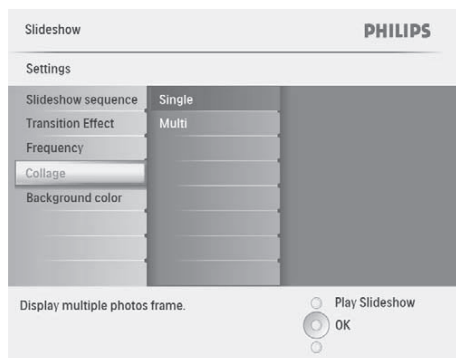 Slideshow
PHILIPS
Settings
Slideshow sequence
Single
Transition Effect
Multi
Frequency
Collage
Background color
Display multiple photos frame.
Play Slideshow
OK